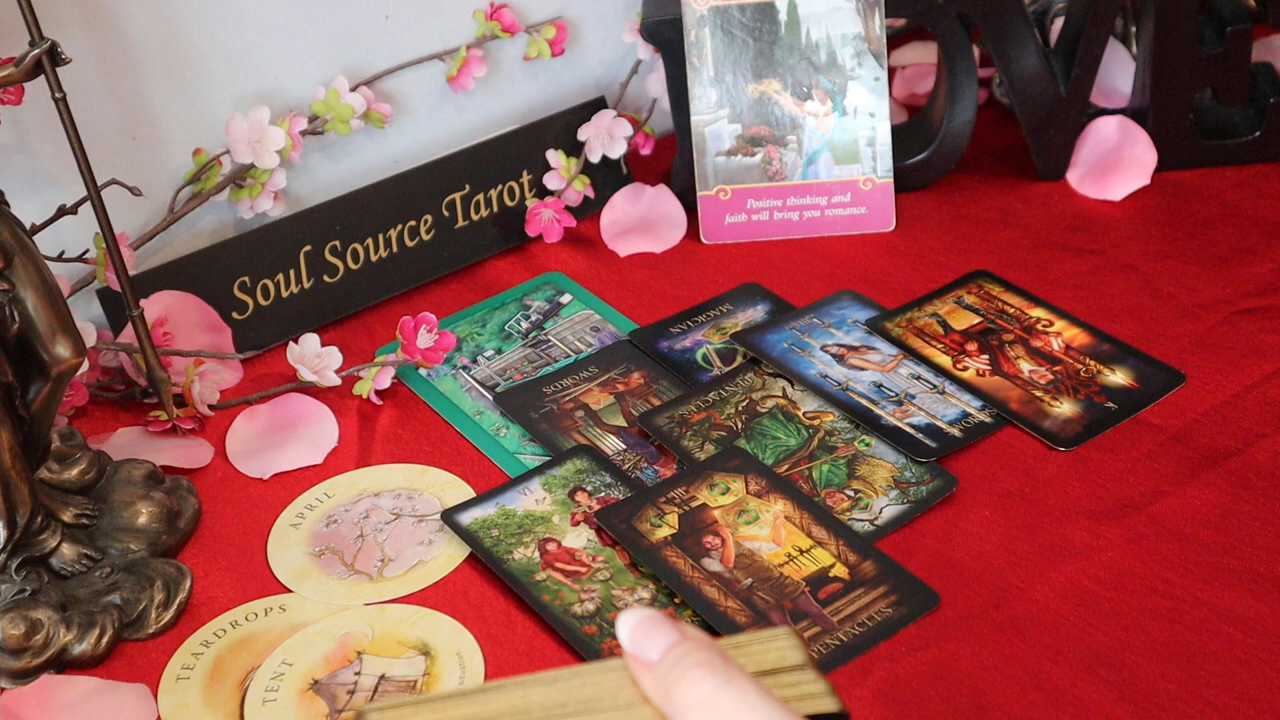 Soul Source Tarot
Positive thinking and
faith will bring you romance.
MAGICIAN
SWORDS
PENTACLES
VI
PENTACLES
APRIL
TEARDROPS
TENT